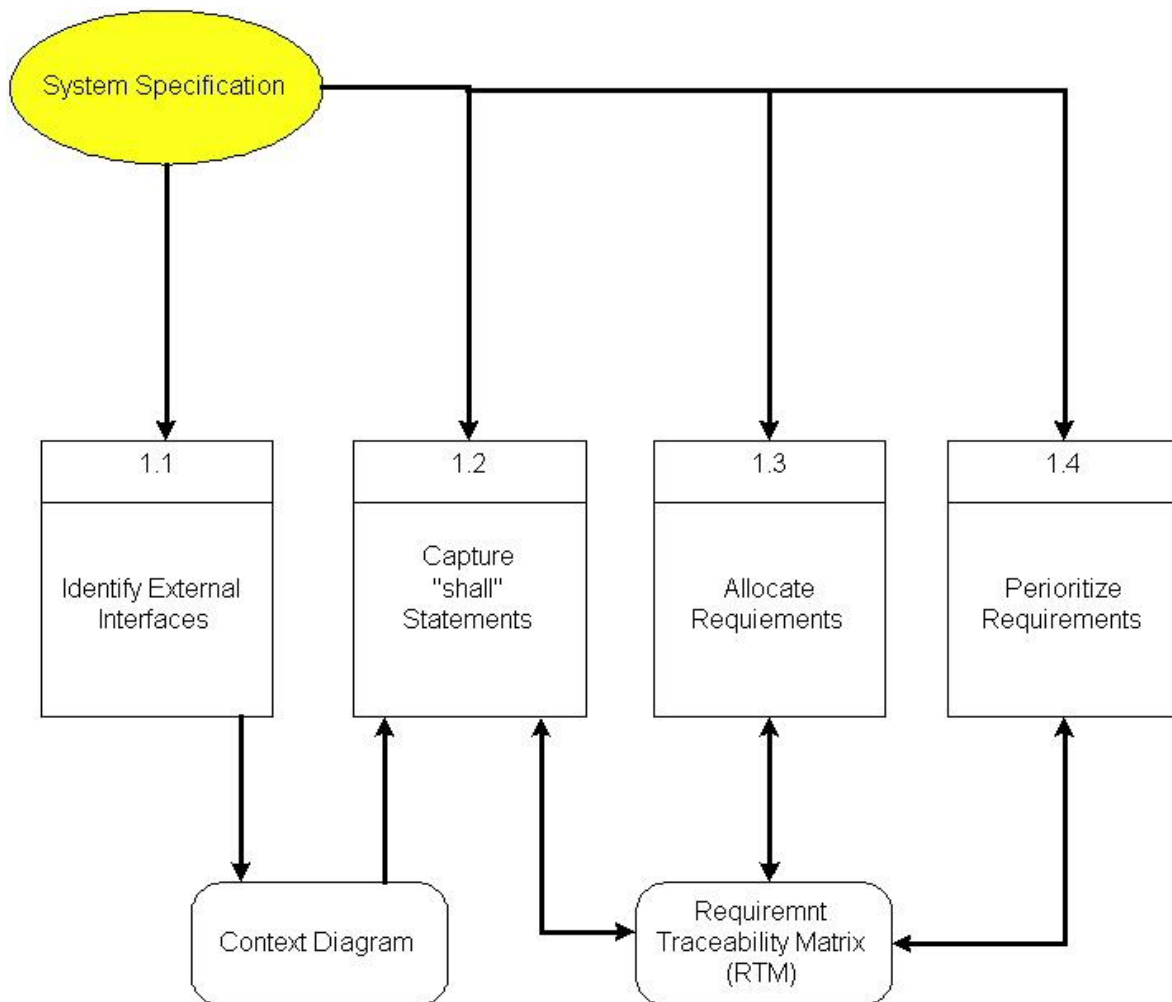 System Specification
1.1
Identify External
Interfaces
1.2
Capture
"shall"
Statements
1.3
Allocate
Requiements
1.4
Perioritize
Requirements
Context Diagram
Requiremnt
Traceability Matrix
(RTM)